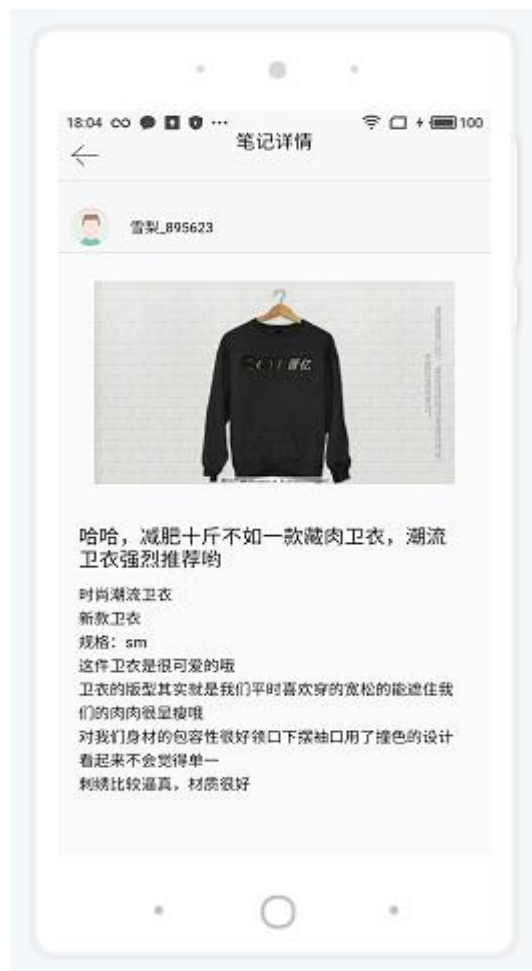 18:04
100
笔记详情
雪梨_895623
哈哈，减肥十斤不如一款藏肉卫衣，潮流
卫衣强烈推荐哟
时尚潮流卫衣
新款卫衣
规格：sm
这件卫衣是很可爱的哦
卫衣的版型其实就是我们平时喜欢穿的宽松的能遮住我
们的肉肉很显瘦哦
对我们身材的包容性很好领口下摆袖口用了撞色的设计
看起来不会觉得单一
刺绣比较逼真，材质很好